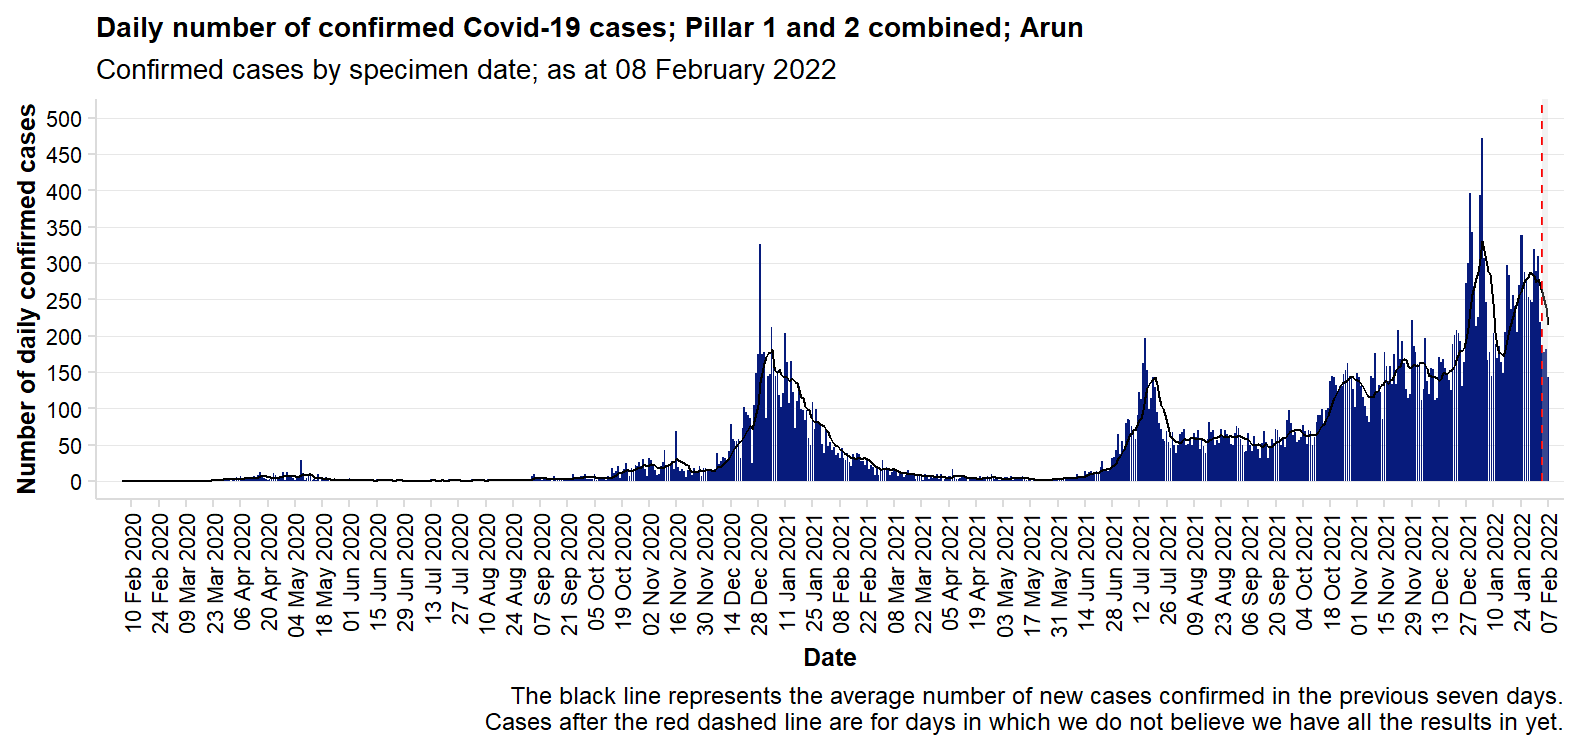 Daily number of confirmed Covid-19 cases; Pillar 1 and 2 combined; Arun
Confirmed cases by specimen date; as at 08 February 2022
Number of daily confirmed cases
500
450
400
350
300
250
200
150
100
50
0
10 Feb 2020
24 Feb 2020
09 Mar 2020
23 Mar 2020
06 Apr 2020
20 Apr 2020
04 May 2020
18 May 2020
01 Jun 2020
15 Jun 2020
29 Jun 2020
13 Jul 2020
27 Jul 2020
10 Aug 2020
24 Aug 2020
07 Sep 2020
21 Sep 2020
05 Oct 2020
19 Oct 2020
02 Nov 2020
16 Nov 2020
30 Nov 2020
14 Dec 2020
28 Dec 2020
11 Jan 2021
25 Jan 2021
08 Feb 2021
22 Feb 2021
08 Mar 2021
22 Mar 2021
05 Apr 2021
19 Apr 2021
03 May 2021
17 May 2021
31 May 2021
14 Jun 2021
28 Jun 2021
12 Jul 2021
26 Jul 2021
09 Aug 2021
23 Aug 2021
06 Sep 2021
20 Sep 2021
04 Oct 2021
18 Oct 2021
01 Nov 2021
15 Nov 2021
29 Nov 2021
13 Dec 2021
27 Dec 2021
10 Jan 2022
24 Jan 2022
07 Feb 2022
Date
The black line represents the average number of new cases confirmed in the previous seven days.
Cases after the red dashed line are for days in which we do not believe we have all the results in yet.